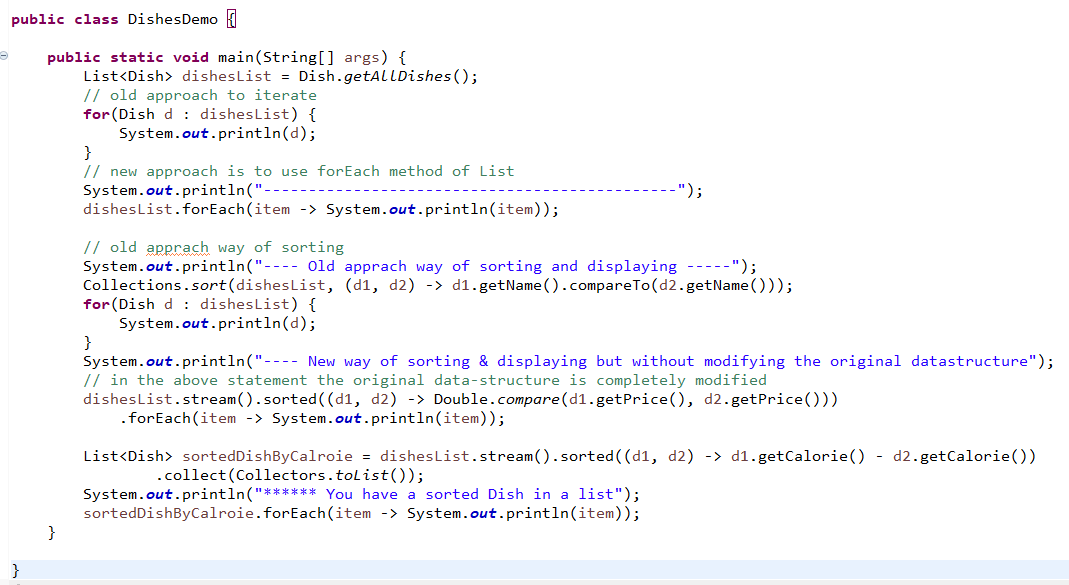 public class DishesDemo {
public static void main(String[] args) {
List<Dish> dishesList = Dish.getAllDishes();
// old approach to iterate
for(Dish d : dishesList) {
System.out.println(d);
}
// new approach is to use forEach method of List
System.out.println("----------------------------------------------");
dishesList.forEach(item -> System.out.println(item));
// old apprach way of sorting
System.out.println("---- Old apprach way of sorting and displaying -----");
Collections.sort(dishesList, (d1, d2) -> d1.getName().compareTo(d2.getName()));
for(Dish d : dishesList) {
System.out.println(d);
}
System.out.println("---- New way of sorting & displaying but without modifying the original datastructure");
// in the above statement the original data-structure is completely modified
dishesList.stream().sorted((d1, d2) -> Double.compare(d1.getPrice(), d2.getPrice()))
.forEach(item -> System.out.println(item));
List<Dish> sortedDishByCalroie = dishesList.stream().sorted((d1, d2) -> d1.getCalorie() - d2.getCalorie())
.collect(Collectors.toList());
System.out.println("****** You have a sorted Dish in a list");
sortedDishByCalroie.forEach(item -> System.out.println(item));
}
}